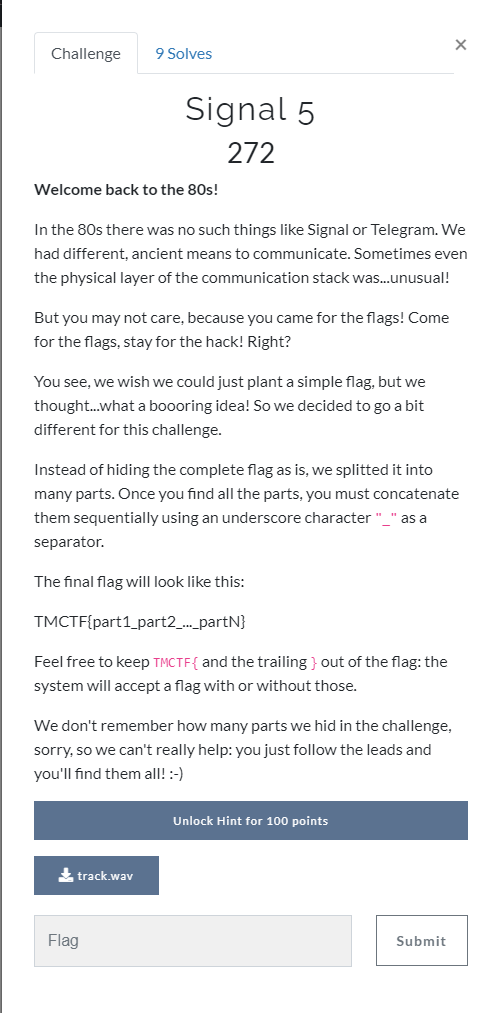 Challenge
9 Solves
×
Signal 5
272
Welcome back to the 80s!
In the 80s there was no such things like Signal or Telegram. We
had different, ancient means to communicate. Sometimes even
the physical layer of the communication stack was...unusual!
But you may not care, because you came for the flags! Come
for the flags, stay for the hack! Right?
You see, we wish we could just plant a simple flag, but we
thought...what a boooring idea! So we decided to go a bit
different for this challenge.
Instead of hiding the complete flag as is, we splitted it into
many parts. Once you find all the parts, you must concatenate
them sequentially using an underscore character "_" as a
separator.
The final flag will look like this:
TMCTF{part1_part2_..._partN}
Feel free to keep TMCTF{ and the trailing } out of the flag: the
system will accept a flag with or without those.
We don't remember how many parts we hid in the challenge,
sorry, so we can't really help: you just follow the leads and
you'll find them all! :-)
Unlock Hint for 100 points
track.wav
Flag
Submit